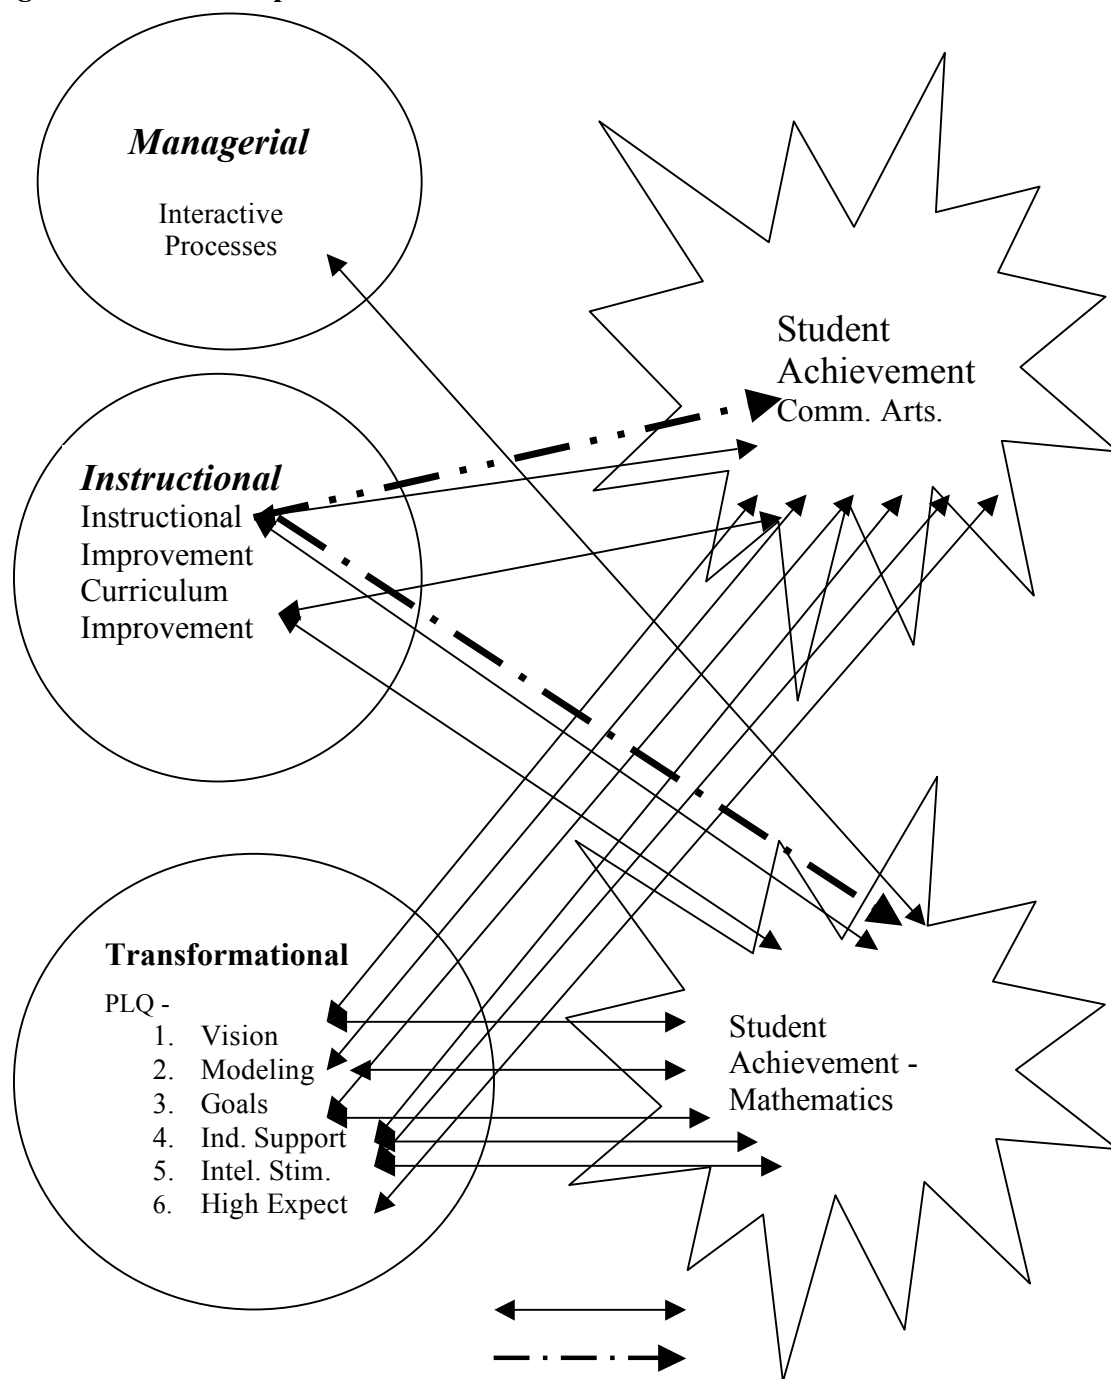 Managerial
Interactive
Processes
Student
Achievement
Comm. Arts.
Instructional
Instructional
Improvement
Curriculum
Improvement
Transformational
PLQ -
1. Vision
2. Modeling
3. Goals
4. Ind. Support
5. Intel. Stim.
6. High Expect
Student
Achievement -
Mathematics